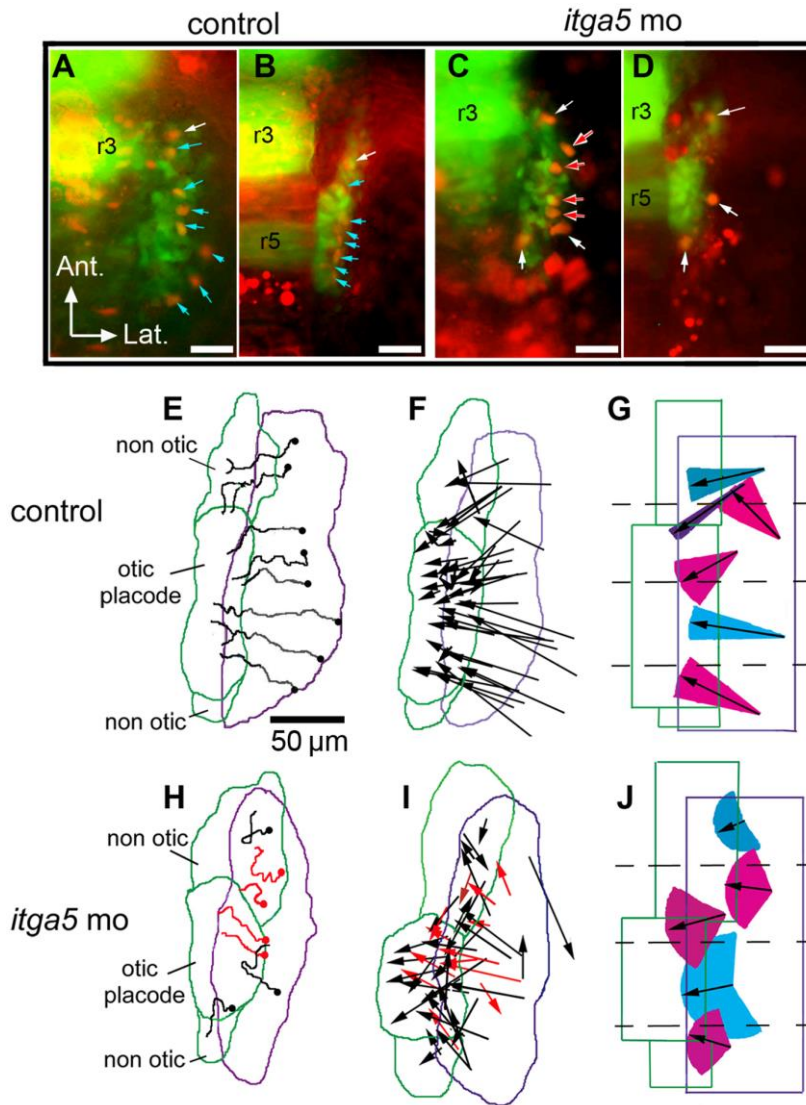 control itga5 mo
A B C D
r3 r3 r3 r3
r5 r5
Ant.
Lat.
E F G
non otic
control
otic
placode
non otic
50 µm
H I J
non otic
itga5 mo
otic
placode
non otic